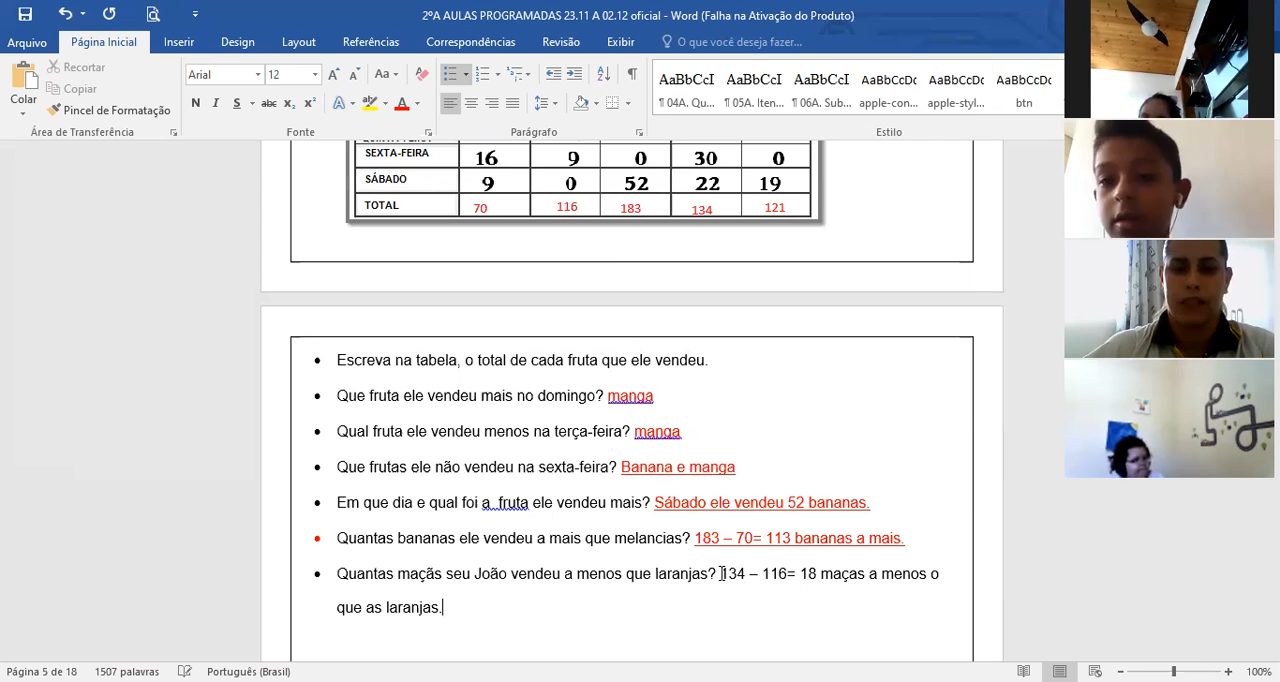 2ºA AULAS PROGRAMADAS 23.11 A 02.12 oficial - Word (Falha na Ativação do Produto)
Arquivo Página Inicial Inserir Design Layout Referências Correspondências Revisão Exibir O que você deseja fazer...
Colar
Recortar
Copiar
Pincel de Formatação
Área de Transferência
Arial 12
N I S abc x₂ x²
Fonte
Parágrafo
AaBbCcI AaBbCcI AaBbCcI AaBbCcDc AaBbCcDc AaBbCcDc
¶ 04A. Qu... ¶ 05A. Iten... ¶ 06A. Sub... apple-con... apple-styl... btn
Estilo
SEXTA-FEIRA 16 9 0 30 0
SÁBADO 9 0 52 22 19
TOTAL 70 116 183 134 121
• Escreva na tabela, o total de cada fruta que ele vendeu.
• Que fruta ele vendeu mais no domingo? manga
• Qual fruta ele vendeu menos na terça-feira? manga
• Que frutas ele não vendeu na sexta-feira? Banana e manga
• Em que dia e qual foi a fruta ele vendeu mais? Sábado ele vendeu 52 bananas.
• Quantas bananas ele vendeu a mais que melancias? 183 – 70= 113 bananas a mais.
• Quantas maçãs seu João vendeu a menos que laranjas? 134 – 116= 18 maças a menos o
que as laranjas.
Página 5 de 18 1507 palavras Português (Brasil) 100%